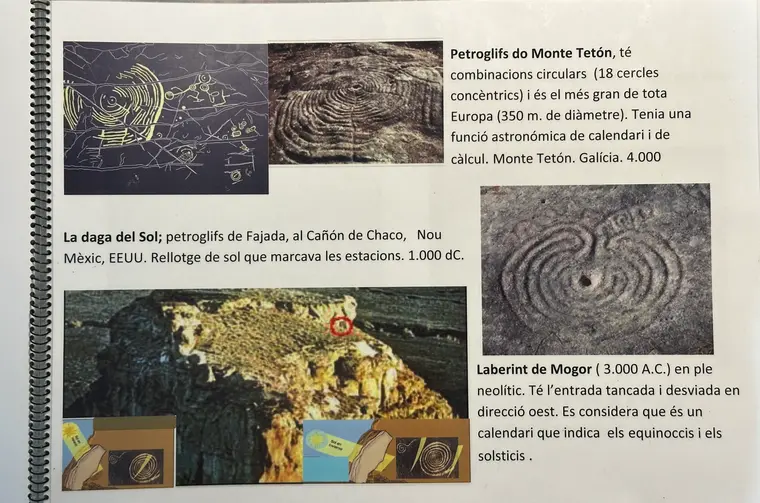 Petroglifs do Monte Tetón, té
combinacions circulars (18 cercles
concèntrics) i és el més gran de tota
Europa (350 m. de diàmetre). Tenia una
funció astronómica de calendari i de
càlcul. Monte Tetón. Galícia. 4.000
La daga del Sol; petroglifs de Fajada, al Cañón de Chaco, Nou
Mèxic, EEUU. Rellotge de sol que marcava les estacions. 1.000 dC.
Laberint de Mogor ( 3.000 A.C.) en ple
neolític. Té l’entrada tancada i desviada en
direcció oest. Es considera que és un
calendari que indica els equinoccis i els
solsticis .